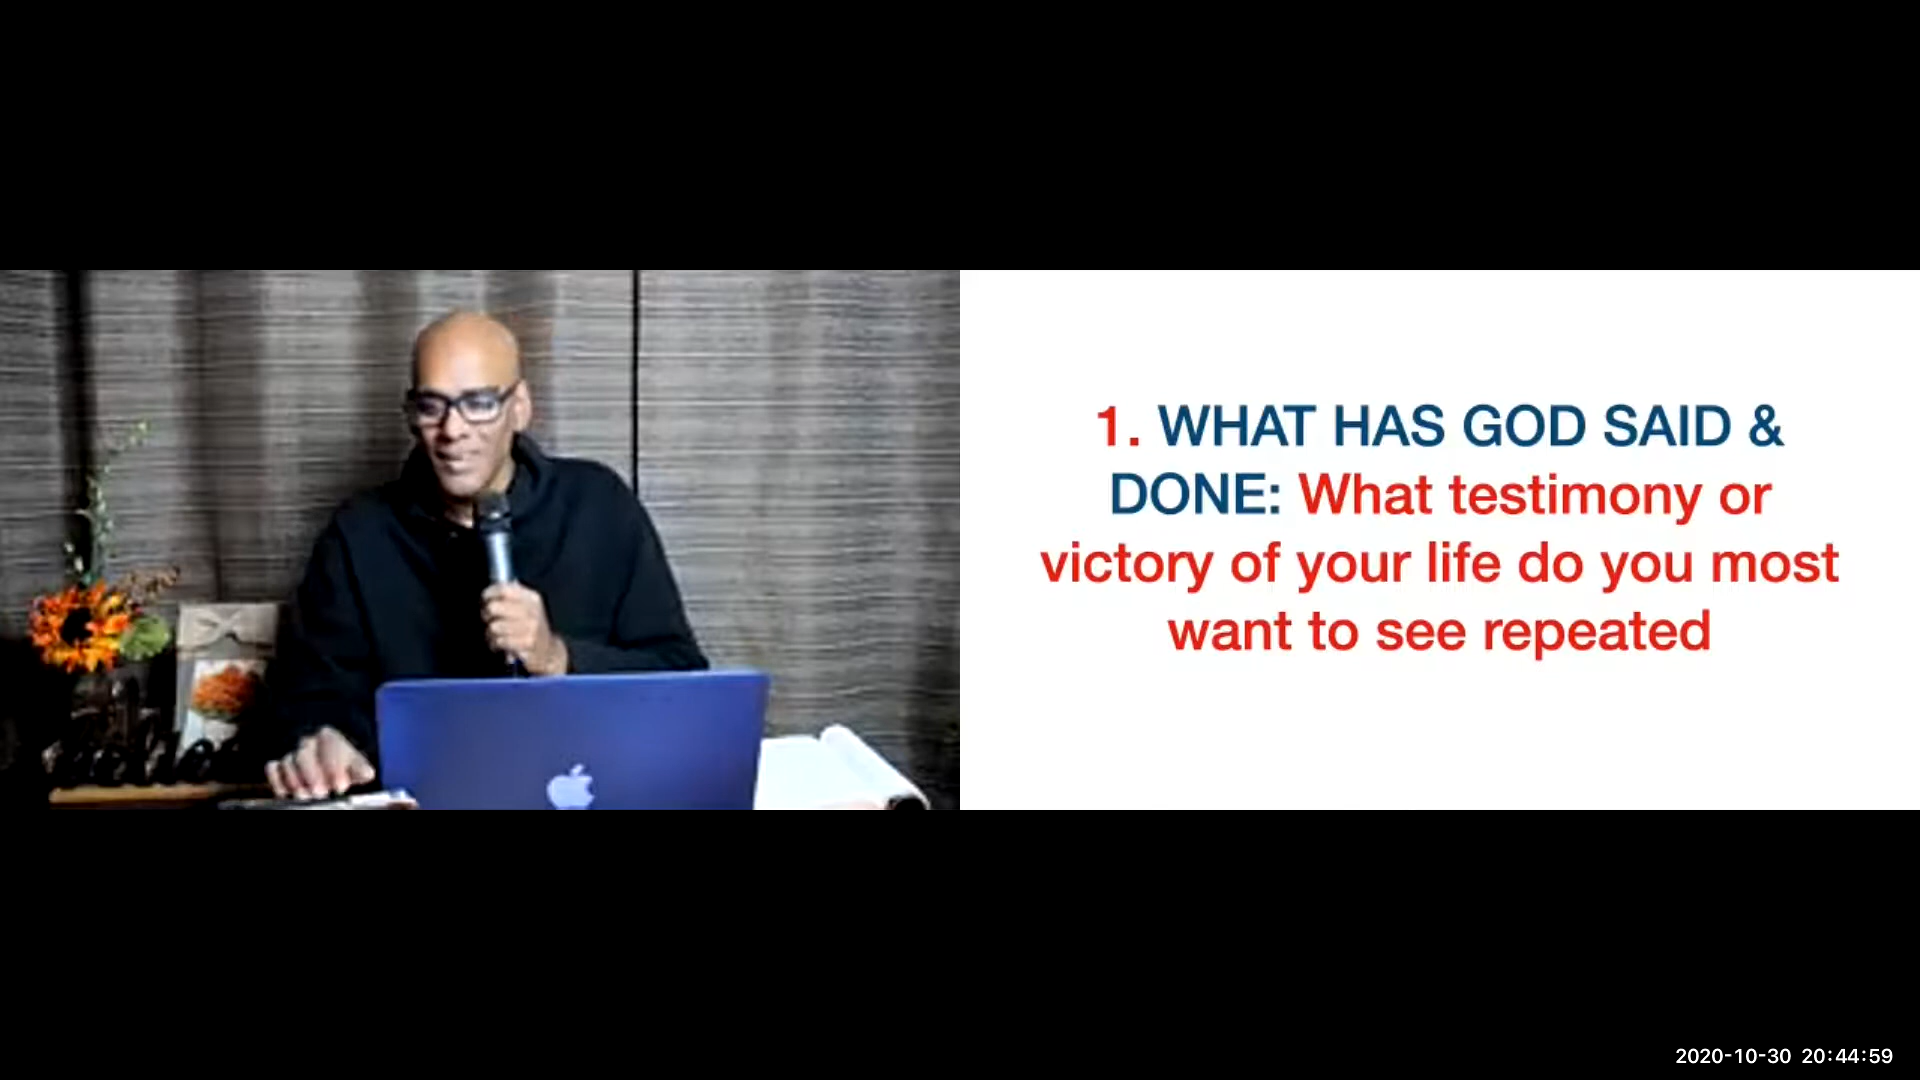 1. WHAT HAS GOD SAID &
DONE: What testimony or
victory of your life do you most
want to see repeated
2020-10-30 20:44:59